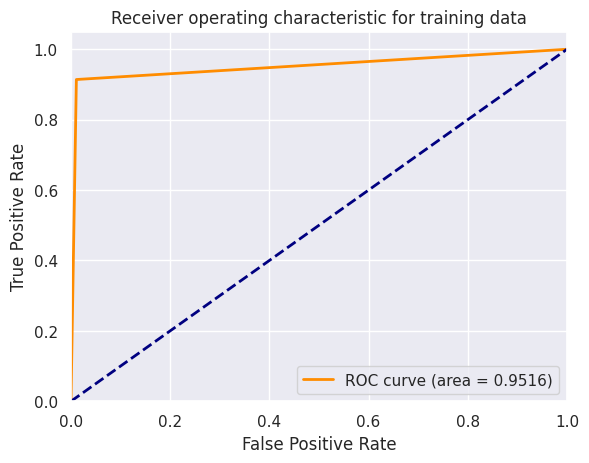 Receiver operating characteristic for training data
True Positive Rate
1.0
0.8
0.6
0.4
0.2
0.0
ROC curve (area = 0.9516)
0.0 0.2 0.4 0.6 0.8 1.0
False Positive Rate